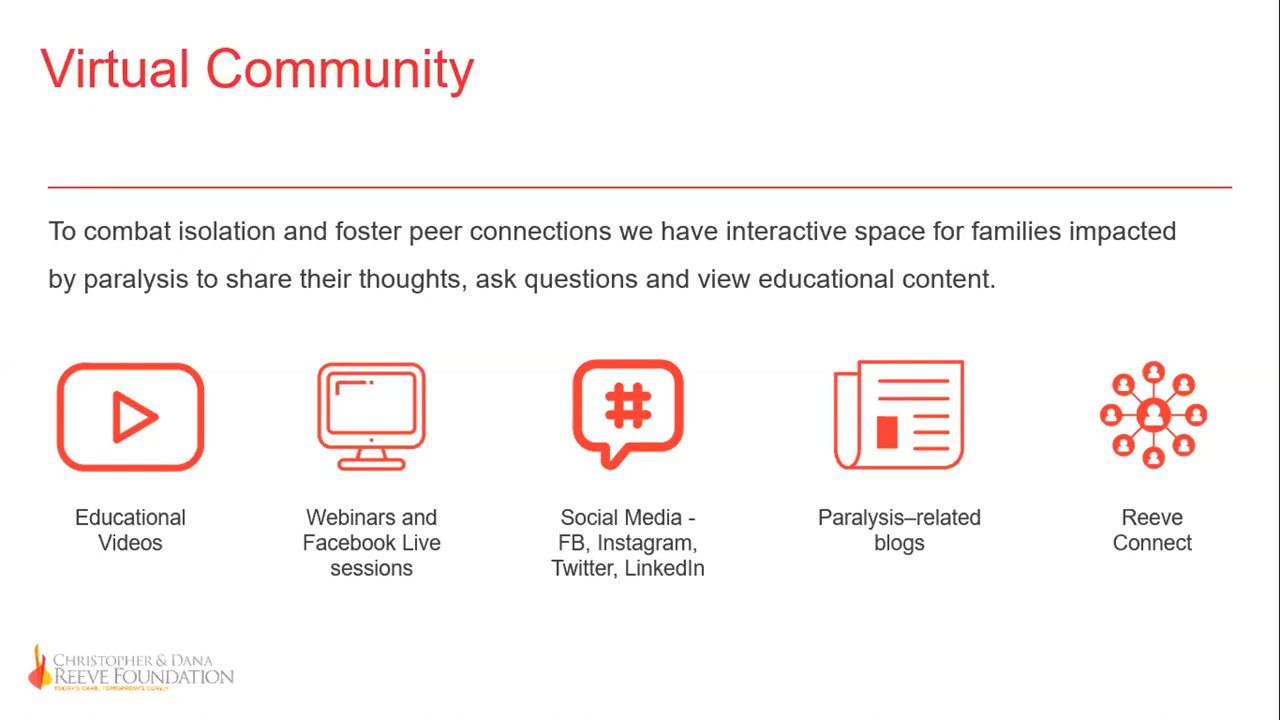 Virtual Community
To combat isolation and foster peer connections we have interactive space for families impacted
by paralysis to share their thoughts, ask questions and view educational content.
#
Educational
Videos
Webinars and
Facebook Live
sessions
Social Media -
FB, Instagram,
Twitter, LinkedIn
Paralysis–related
blogs
Reeve
Connect
CHRISTOPHER & DANA
REEVE FOUNDATION
TODAY'S CARE. TOMORROW'S CURE.™